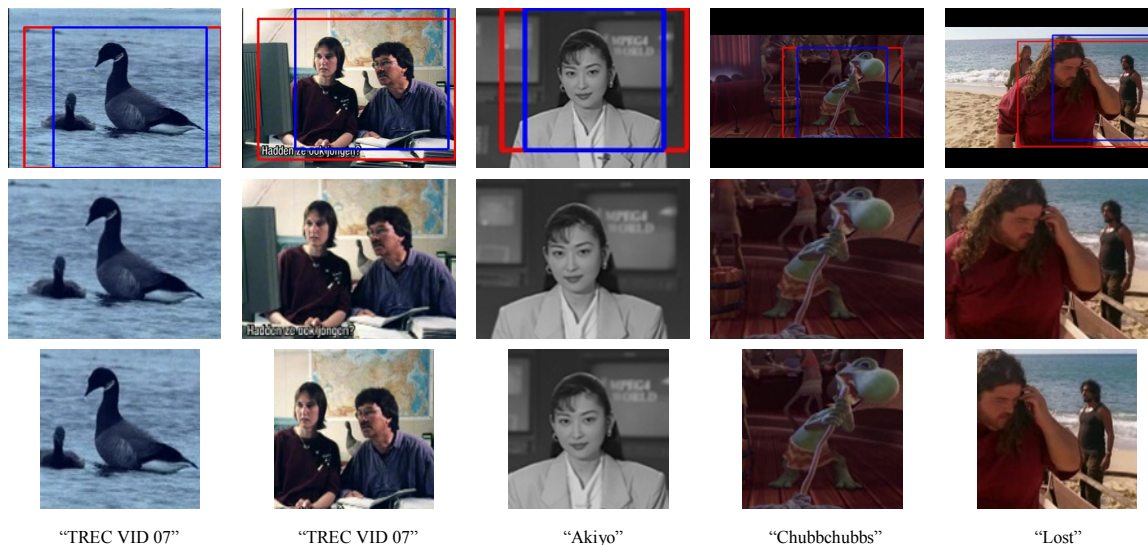 Hadden ze ook jongen?
MPEG4
WORLD
Hadden ze ook jongen?
MPEG4
WORLD
MPEG4
WORLD
“TREC VID 07” “TREC VID 07” “Akiyo” “Chubbchubbs” “Lost”